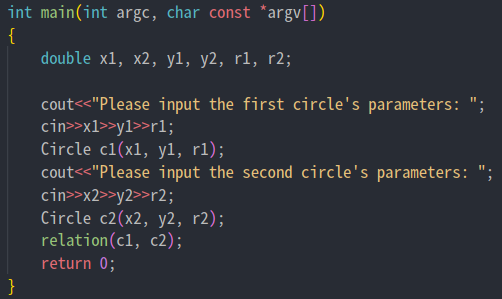 int main(int argc, char const *argv[])
{
    double x1, x2, y1, y2, r1, r2;

    cout<<"Please input the first circle's parameters: ";
    cin>>x1>>y1>>r1;
    Circle c1(x1, y1, r1);
    cout<<"Please input the second circle's parameters: ";
    cin>>x2>>y2>>r2;
    Circle c2(x2, y2, r2);
    relation(c1, c2);
    return 0;
}